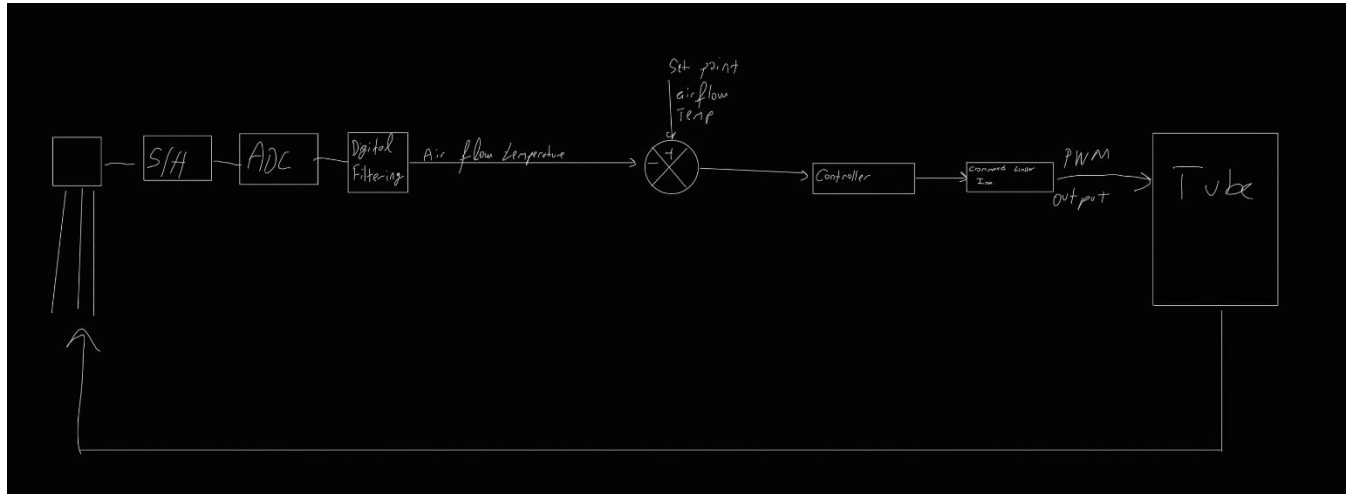 Set point
airflow
Temp
S/H
ADC
Digital
Filtering
Air flow temperature
- +
Controller
PWM
output
Tube